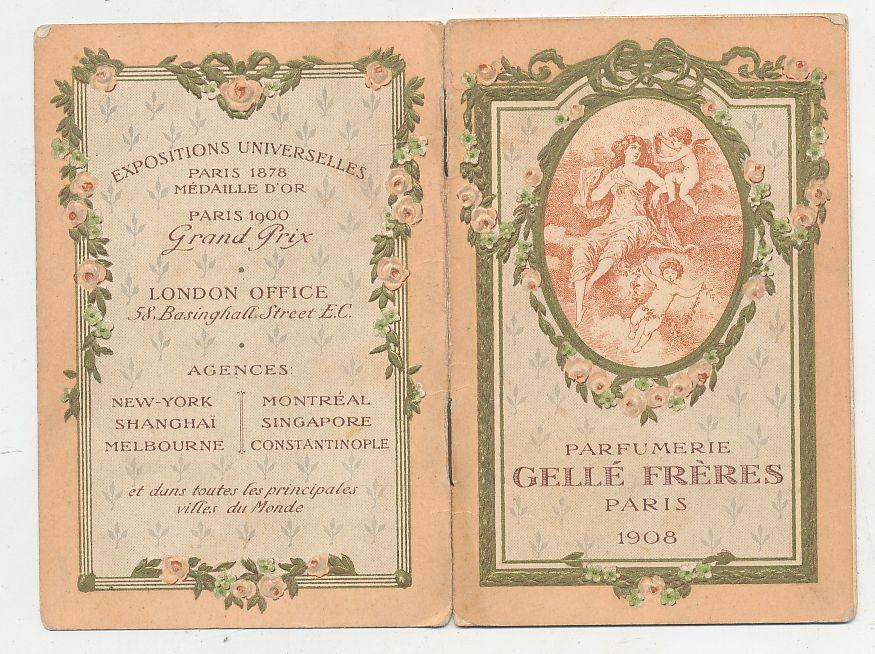 EXPOSITIONS UNIVERSELLES
PARIS 1878
MÉDAILLE D'OR
PARIS 1900
Grand Prix
LONDON OFFICE
58, Basinghall Street E.C.
AGENCES:
NEW-YORK MONTRÉAL
SHANGHAÏ SINGAPORE
MELBOURNE CONSTANTINOPLE
et dans toutes les principales
villes du Monde
PARFUMERIE
GELLÉ FRÈRES
PARIS
1908